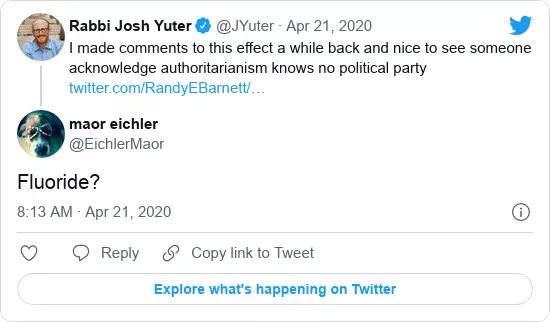 Rabbi Josh Yuter @JYuter · Apr 21, 2020
I made comments to this effect a while back and nice to see someone
acknowledge authoritarianism knows no political party
twitter.com/RandyEBarnett/…
maor eichler
@EichlerMaor
Fluoride?
8:13 AM · Apr 21, 2020
Reply
Copy link to Tweet
Explore what's happening on Twitter